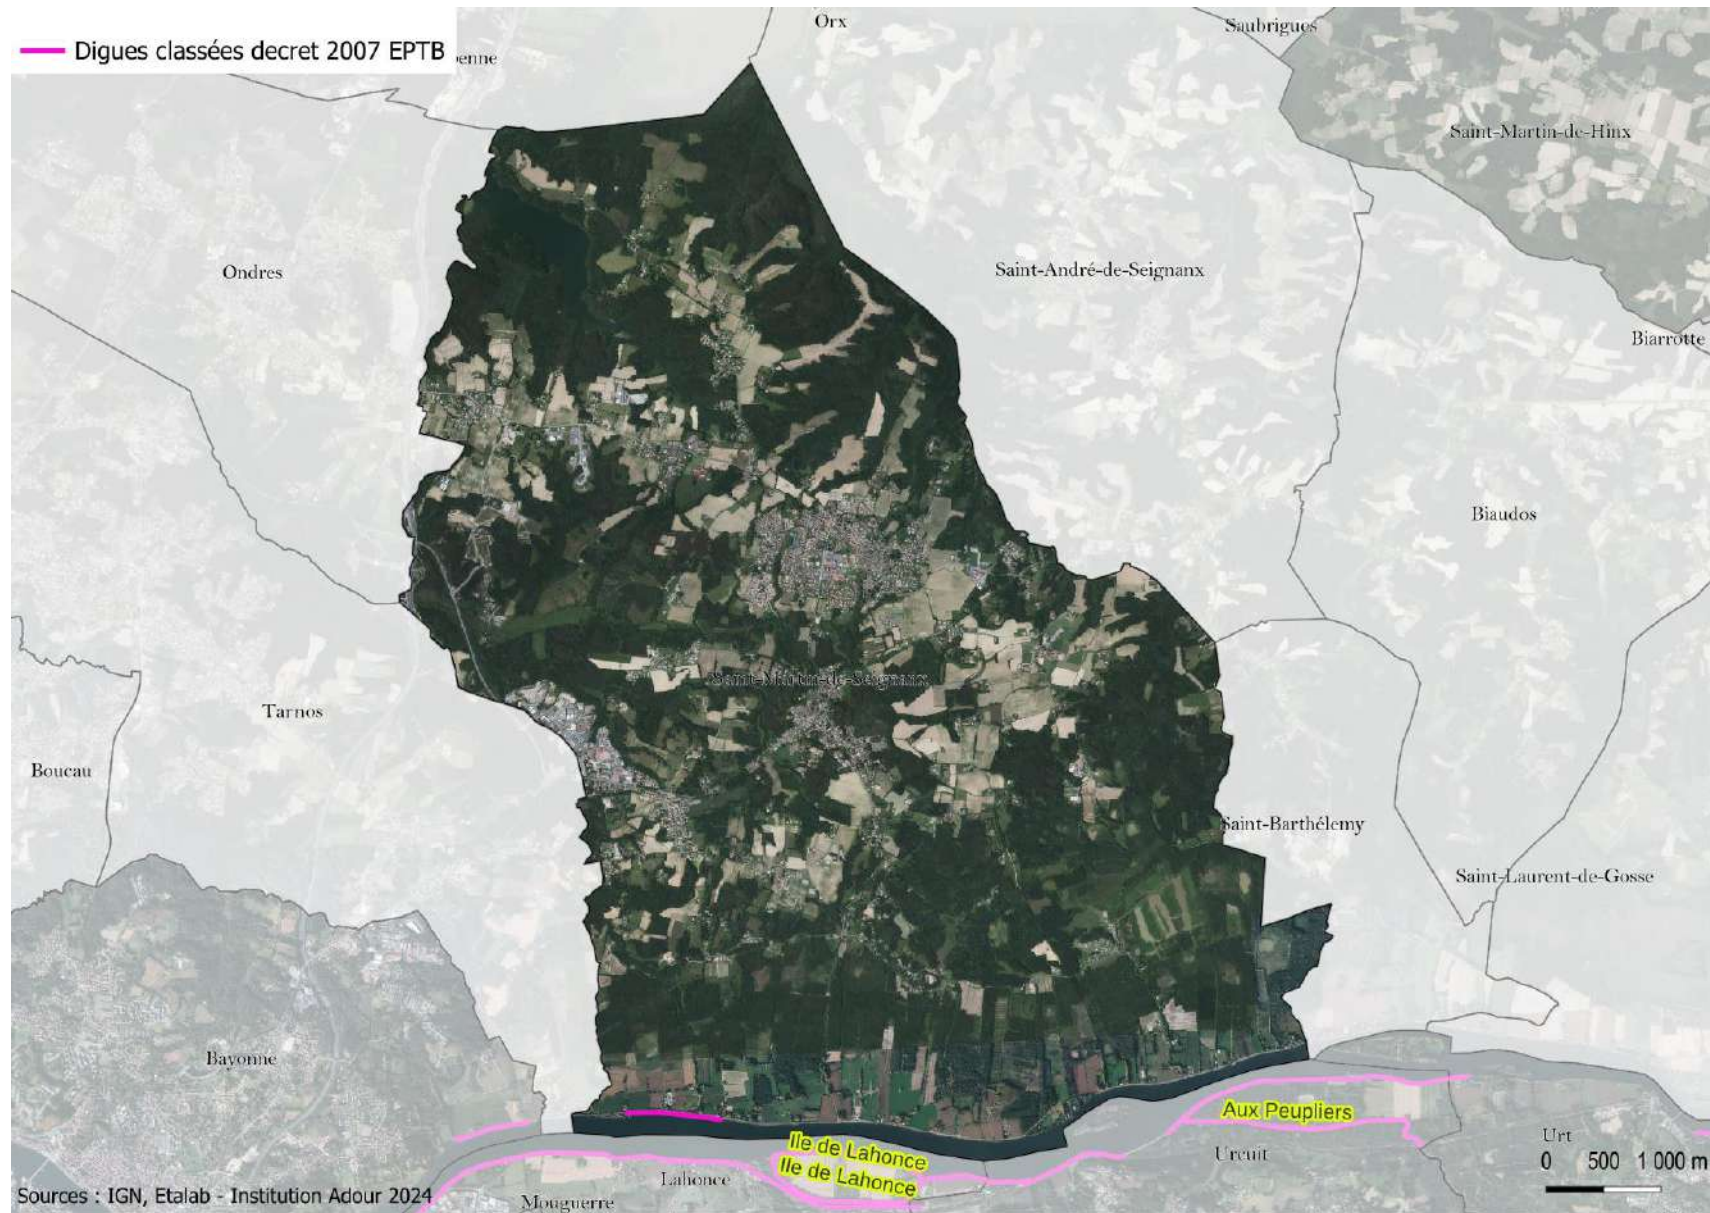 Orx
Saubrigues
Digues classées decret 2007 EPTB
enne
Saint-Martin-de-Hinx
Ondres
Saint-André-de-Seignanx
Biarrotte
Biaudos
Saint-Martin-de-Seignanx
Tarnos
Boucau
Saint-Barthélemy
Saint-Laurent-de-Gosse
Bayonne
Aux Peupliers
Ile de Lahonce
Ile de Lahonce
Urcuit
Urt
0 500 1 000 m
Lahonce
Mouguerre
Sources : IGN, Etalab - Institution Adour 2024